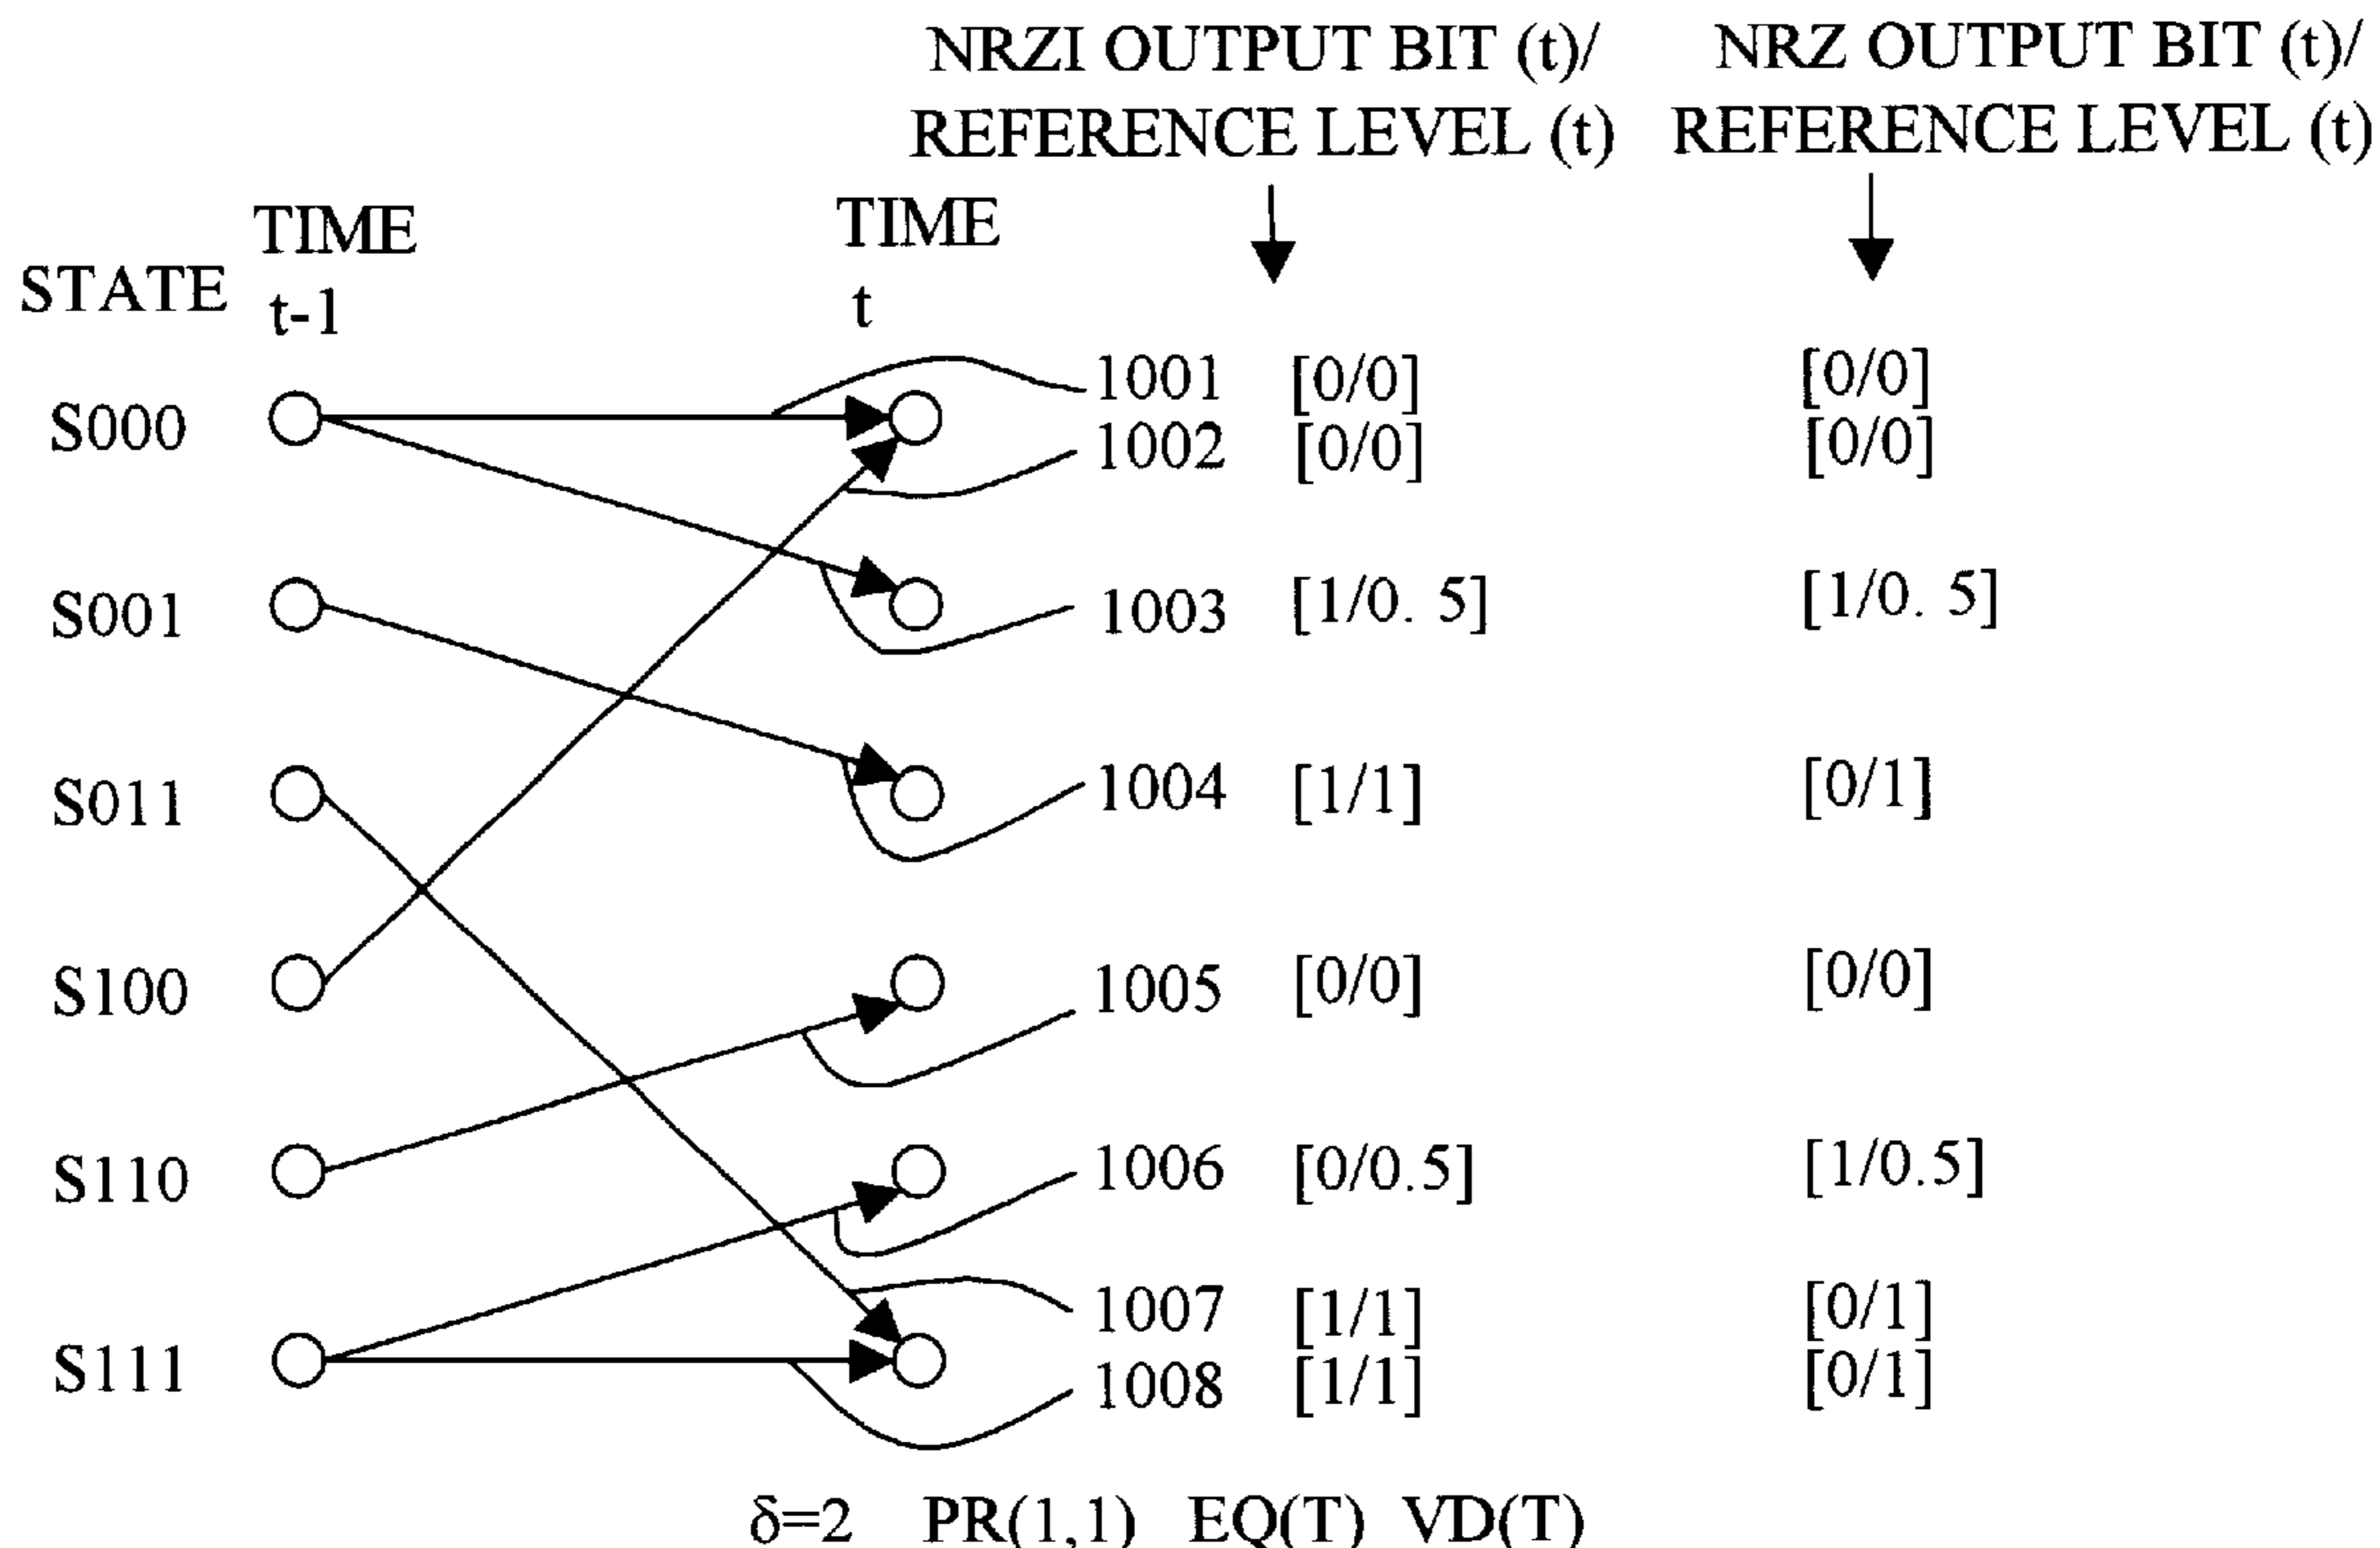 NRZI OUTPUT BIT (t)/
REFERENCE LEVEL (t)
NRZ OUTPUT BIT (t)/
REFERENCE LEVEL (t)
STATE
TIME
t-1
TIME
t
S000
1001 [0/0] [0/0]
1002 [0/0] [0/0]
S001
1003 [1/0. 5] [1/0. 5]
S011
1004 [1/1] [0/1]
S100
1005 [0/0] [0/0]
S110
1006 [0/0.5] [1/0.5]
S111
1007 [1/1] [0/1]
1008 [1/1] [0/1]
δ=2 PR(1,1) EQ(T) VD(T)